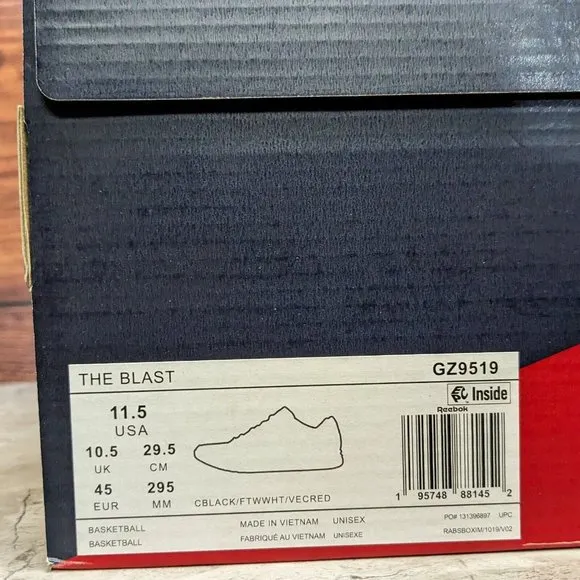 THE BLAST GZ9519
11.5
USA
10.5 29.5
UK CM
45 295
EUR MM
CBLACK/FTWWHT/VECRED
Inside
Reebok
1 95748 88145 2
BASKETBALL MADE IN VIETNAM UNISEX PO# 131396897 UPC
BASKETBALL FABRIQUÉ AU VIETNAM UNISEXE RABSBOXIM/1019/V02